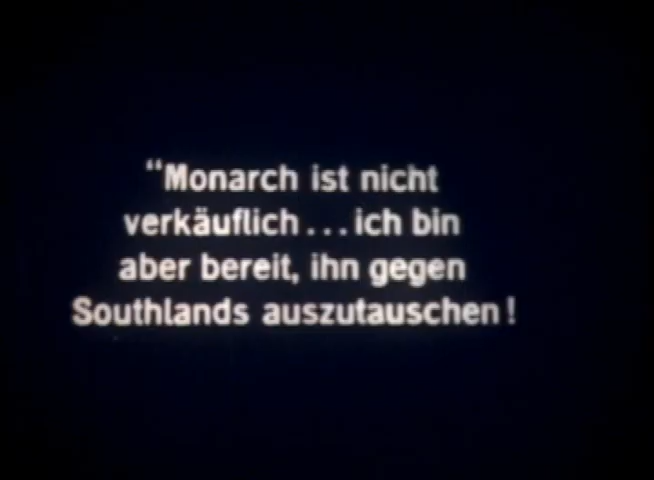 “Monarch ist nicht
verkäuflich...ich bin
aber bereit, ihn gegen
Southlands auszutauschen!